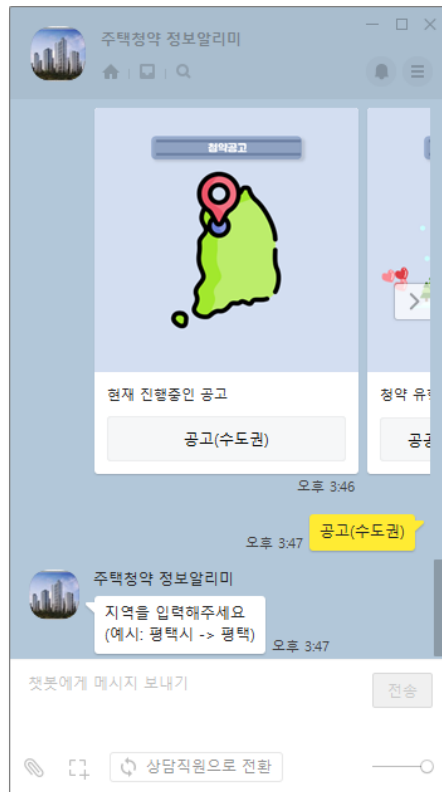 주택청약 정보알리미
청약공고
현재 진행중인 공고
청약 유
공고(수도권)
공공
오후 3:46
공고(수도권)
오후 3:47
주택청약 정보알리미
지역을 입력해주세요
(예시: 평택시 -> 평택)
오후 3:47
챗봇에게 메시지 보내기
전송
상담직원으로 전환